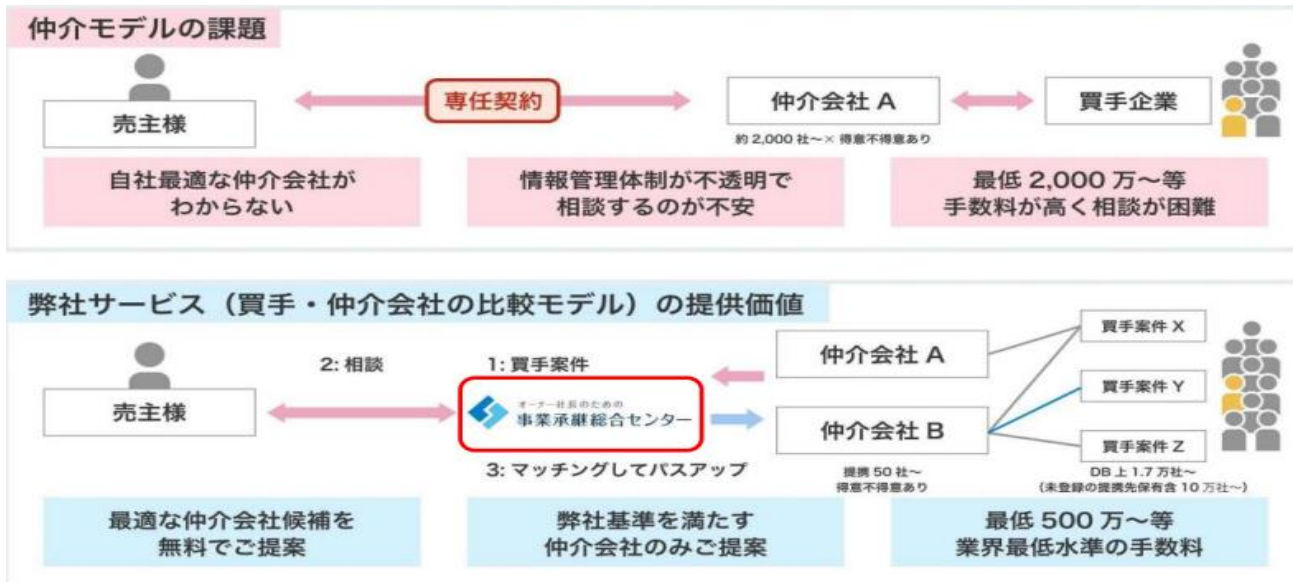 仲介モデルの課題
売主様
専任契約
仲介会社 A
買手企業
約 2,000 社～× 得意不得意あり
自社最適な仲介会社が
わからない
情報管理体制が不透明で
相談するのが不安
最低 2,000 万～等
手数料が高く相談が困難
弊社サービス（買手・仲介会社の比較モデル）の提供価値
売主様
2: 相談
1: 買手案件
オーナー社長のための
事業承継総合センター
3: マッチングしてパスアップ
仲介会社 A
仲介会社 B
提携 50 社～
得意不得意あり
買手案件 X
買手案件 Y
買手案件 Z
DB 上 1.7 万社～
（未登録の提携先保有含 10 万社～）
最適な仲介会社候補を
無料でご提案
弊社基準を満たす
仲介会社のみご提案
最低 500 万～等
業界最低水準の手数料